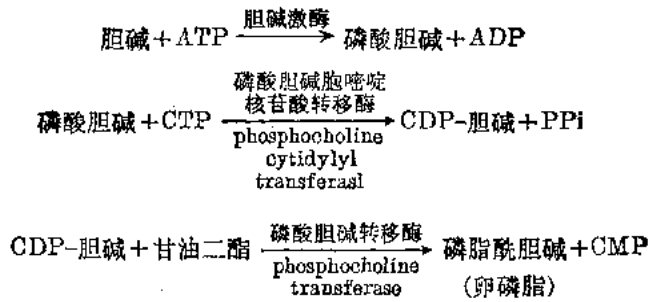 胆碱激酶
胆碱+ATP → 磷酸胆碱+ADP
磷酸胆碱胞嘧啶
核苷酸转移酶
磷酸胆碱+CTP → CDP-胆碱+PPi
phosphocholine
cytidylyl
transferasl
磷酸胆碱转移酶
CDP-胆碱+甘油二酯 → 磷脂酰胆碱+CMP
phosphocholine
transferase
(卵磷脂)